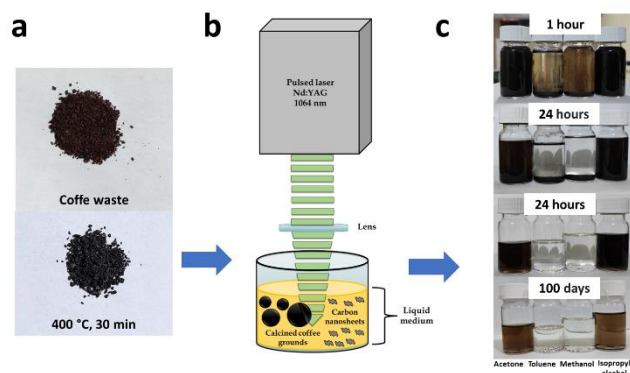 a
Coffe waste
400 °C, 30 min
b
Pulsed laser
Nd:YAG
1064 nm
Lens
Calcined coffee
grounds
Carbon
nanosheets
Liquid
medium
c
1 hour
24 hours
24 hours
100 days
Acetone Toluene Methanol Isopropyl
alcohol